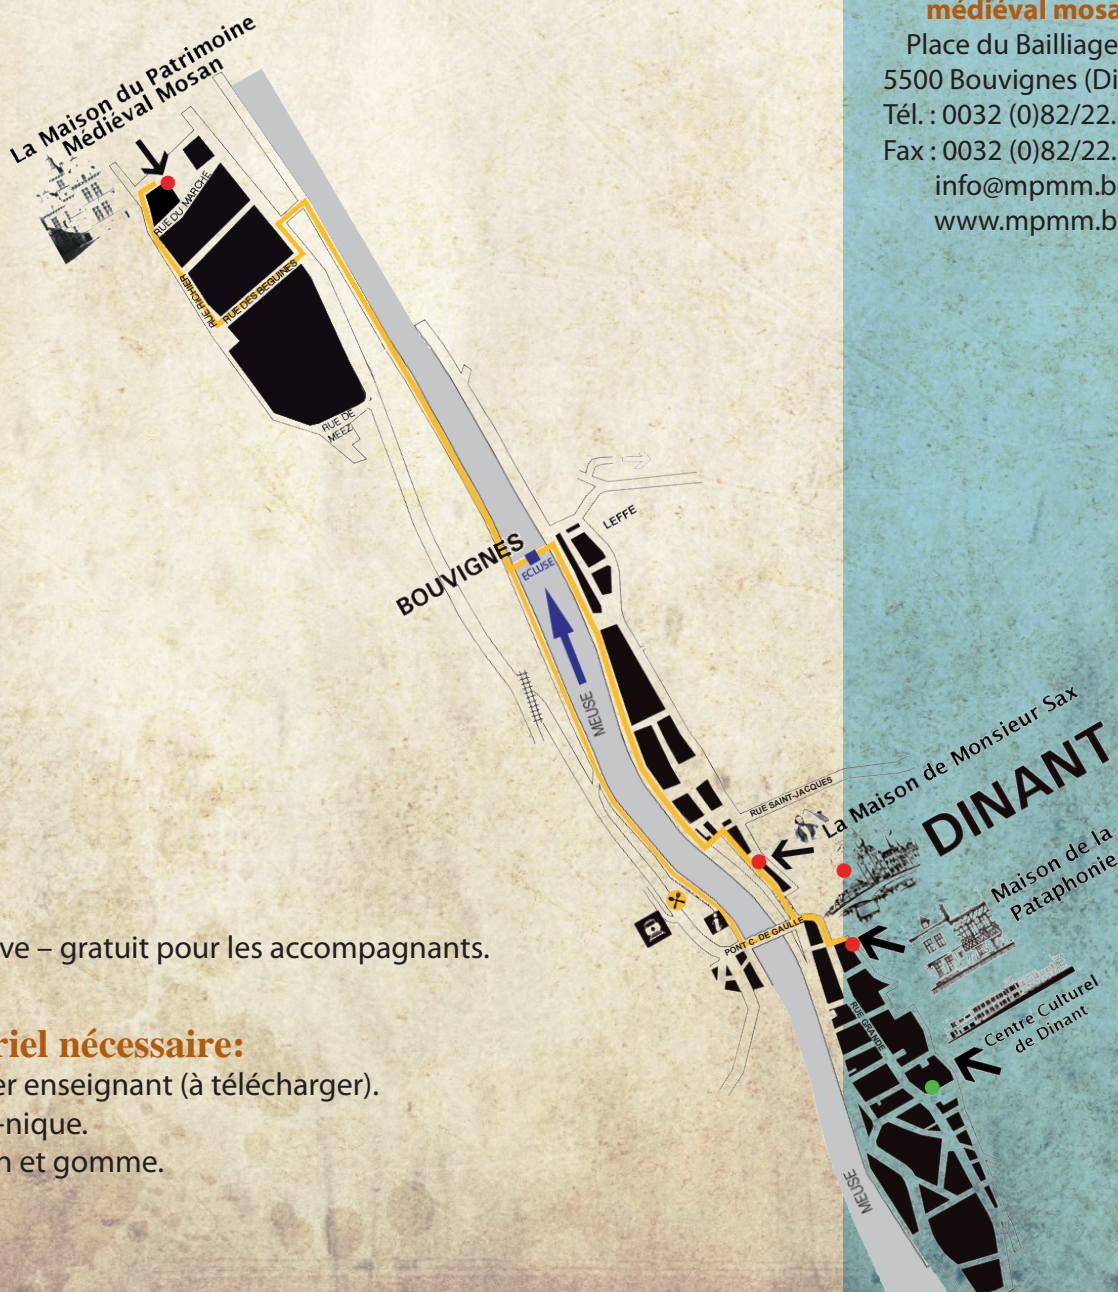 médiéval mosa
Place du Bailliage
5500 Bouvignes (Di
Tél. : 0032 (0)82/22.
Fax : 0032 (0)82/22.
info@mpmm.b
www.mpmm.b
La Maison du Patrimoine
Médiéval Mosan
RUE DU MARCHE
RUE RICHIER
RUE DES BEGUINES
RUE DE
MEEZ
LEFFE
BOUVIGNES
ECLUSE
MEUSE
RUE SAINT-JACQUES
La Maison de Monsieur Sax
DINANT
Maison de la
Pataphonie
i
PONT C. DE GAULLE
RUE GRANDE
Centre Culturel
de Dinant
MEUSE
ve – gratuit pour les accompagnants.
riel nécessaire:
er enseignant (à télécharger).
-nique.
n et gomme.